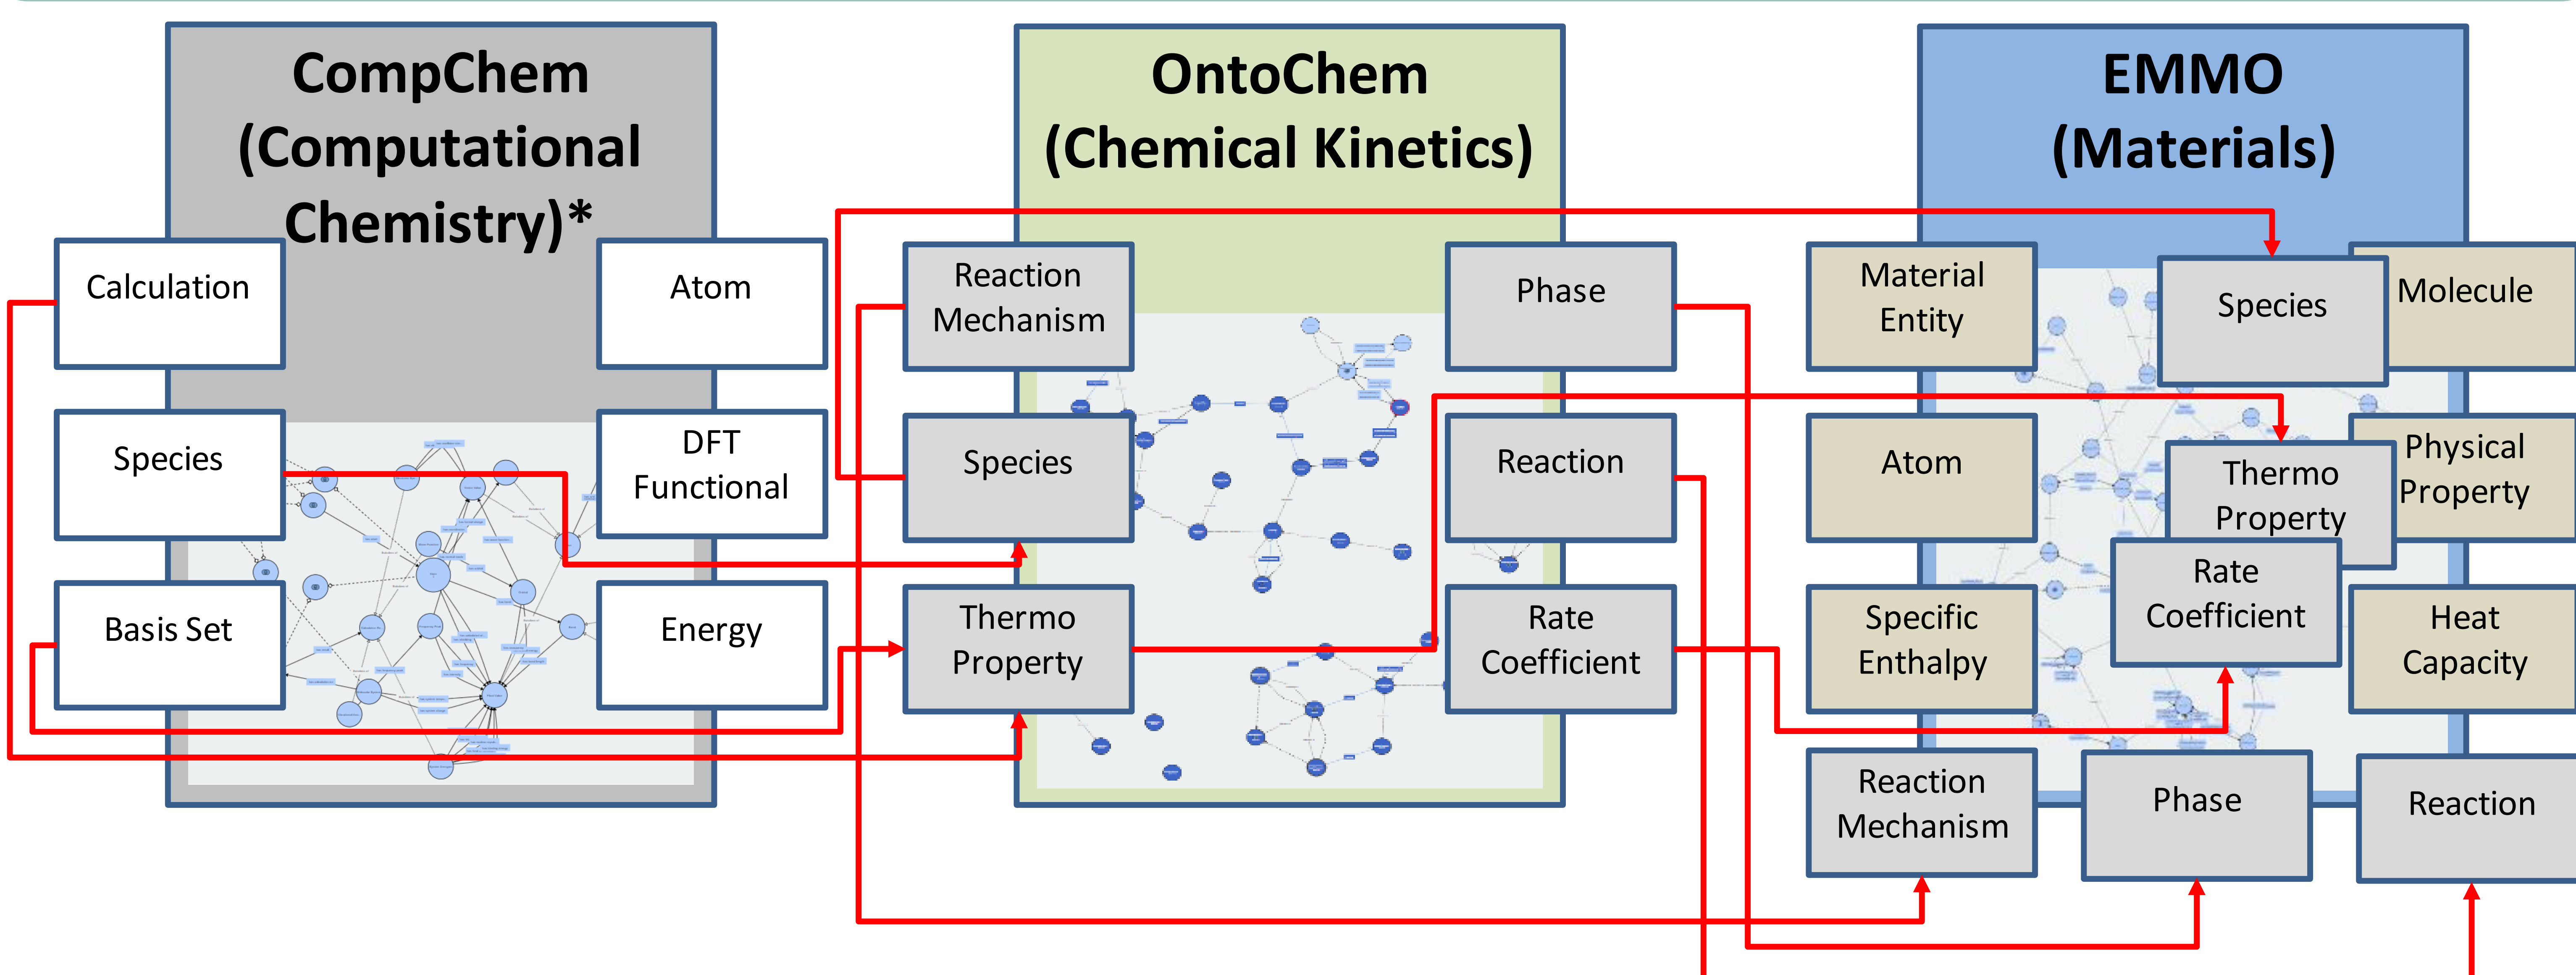 CompChem
(Computational
Chemistry)*
Calculation
Atom
Species
DFT
Functional
Basis Set
Energy
OntoChem
(Chemical Kinetics)
Reaction
Mechanism
Phase
Species
Reaction
Thermo
Property
Rate
Coefficient
EMMO
(Materials)
Material
Entity
Species
Molecule
Atom
Thermo
Property
Physical
Property
Specific
Enthalpy
Rate
Coefficient
Heat
Capacity
Reaction
Mechanism
Phase
Reaction